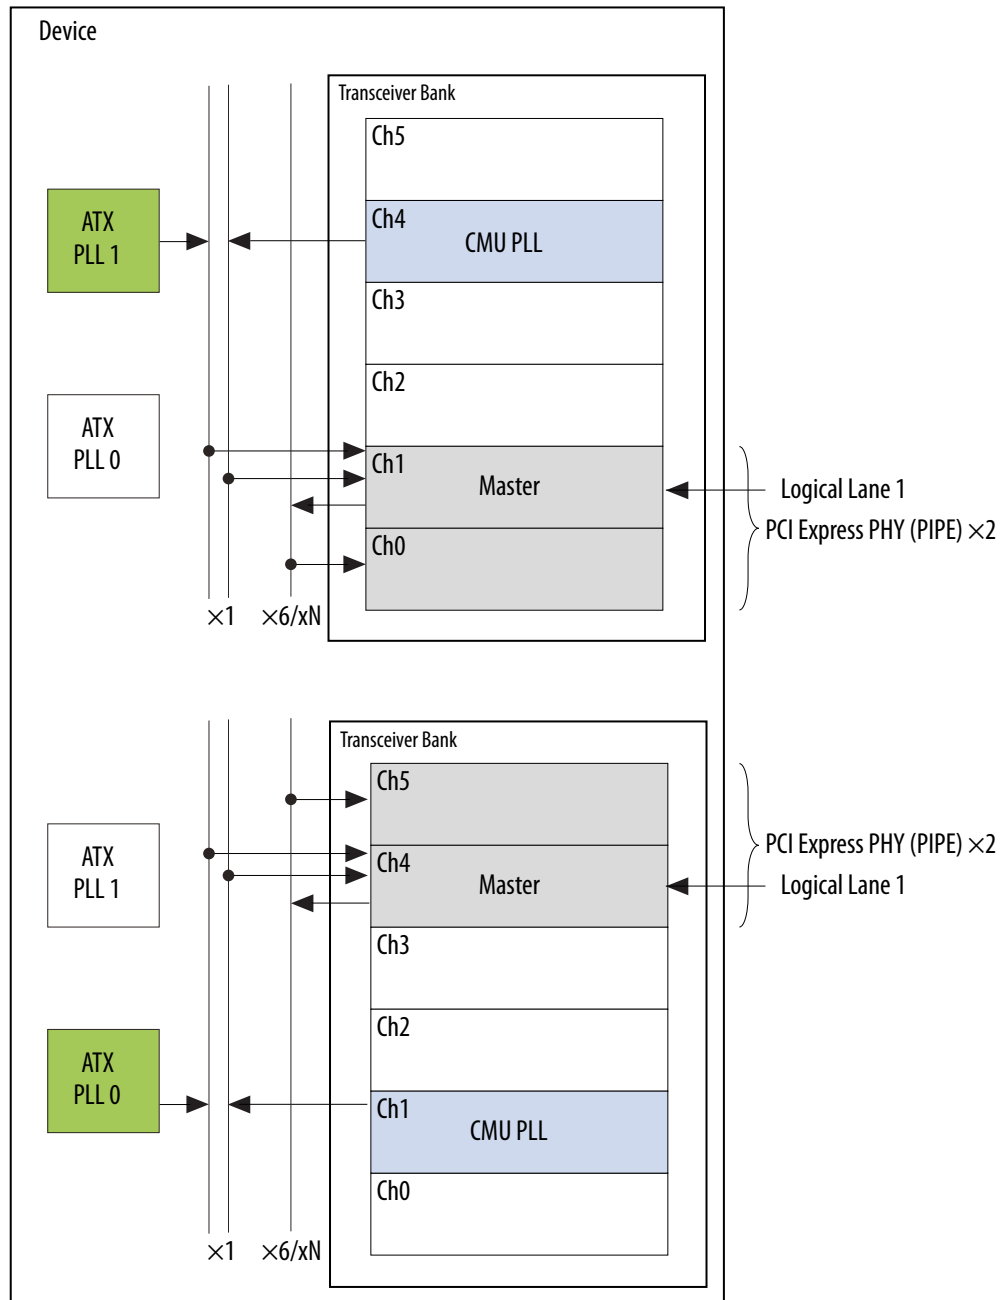 Device
Transceiver Bank
Ch5
ATX
PLL 1
Ch4
CMU PLL
Ch3
Ch2
ATX
PLL 0
Ch1
Master
Logical Lane 1
PCI Express PHY (PIPE) ×2
Ch0
×1
×6/xN
Transceiver Bank
Ch5
ATX
PLL 1
PCI Express PHY (PIPE) ×2
Ch4
Master
Logical Lane 1
Ch3
Ch2
ATX
PLL 0
Ch1
CMU PLL
Ch0
×1
×6/xN